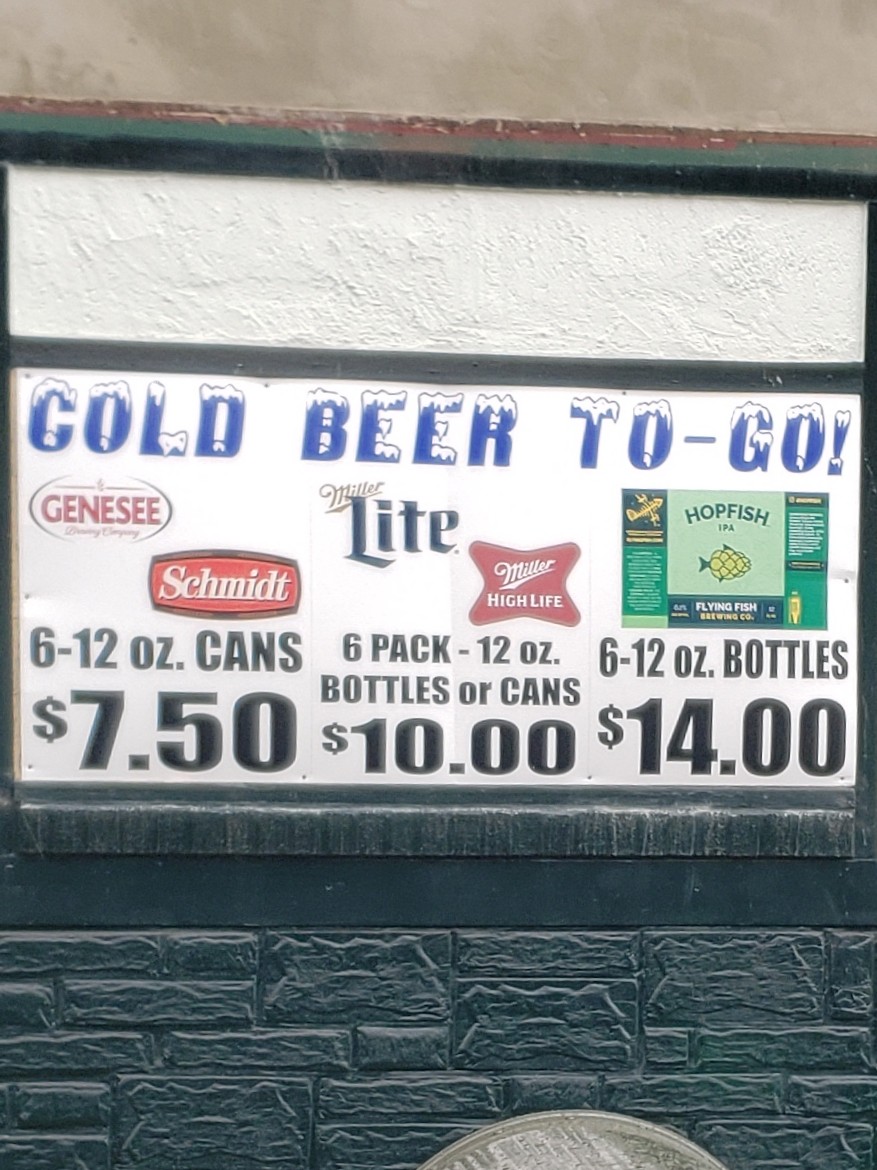 COLD BEER TO-GO!
GENESEE
Brewing Company
Schmidt
6-12 oz. CANS
$7.50
Miller
Lite
Miller
HIGH LIFE
6 PACK - 12 oz.
BOTTLES or CANS
$10.00
HOPFISH
IPA
FLYING FISH
BREWING CO.
6-12 oz. BOTTLES
$14.00